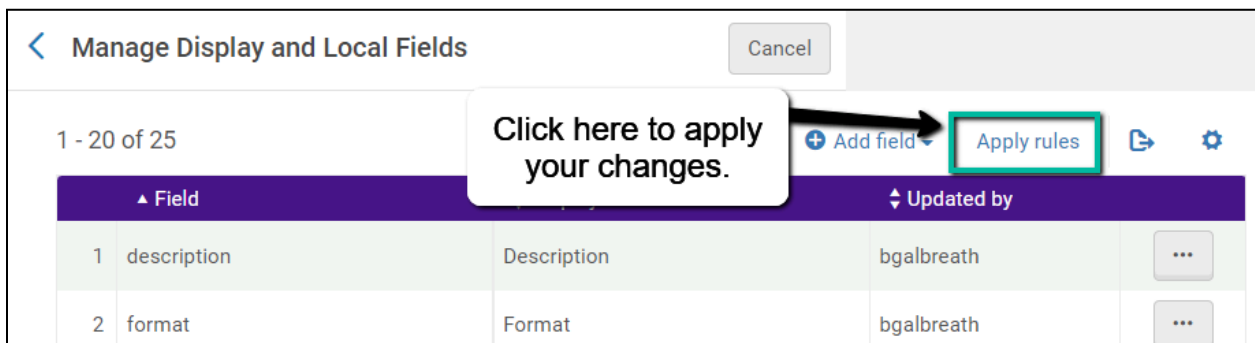 Manage Display and Local Fields
Cancel
1 - 20 of 25
Click here to apply
your changes.
Add field
Apply rules
Field
Updated by
1 description Description bgalbreath
2 format Format bgalbreath